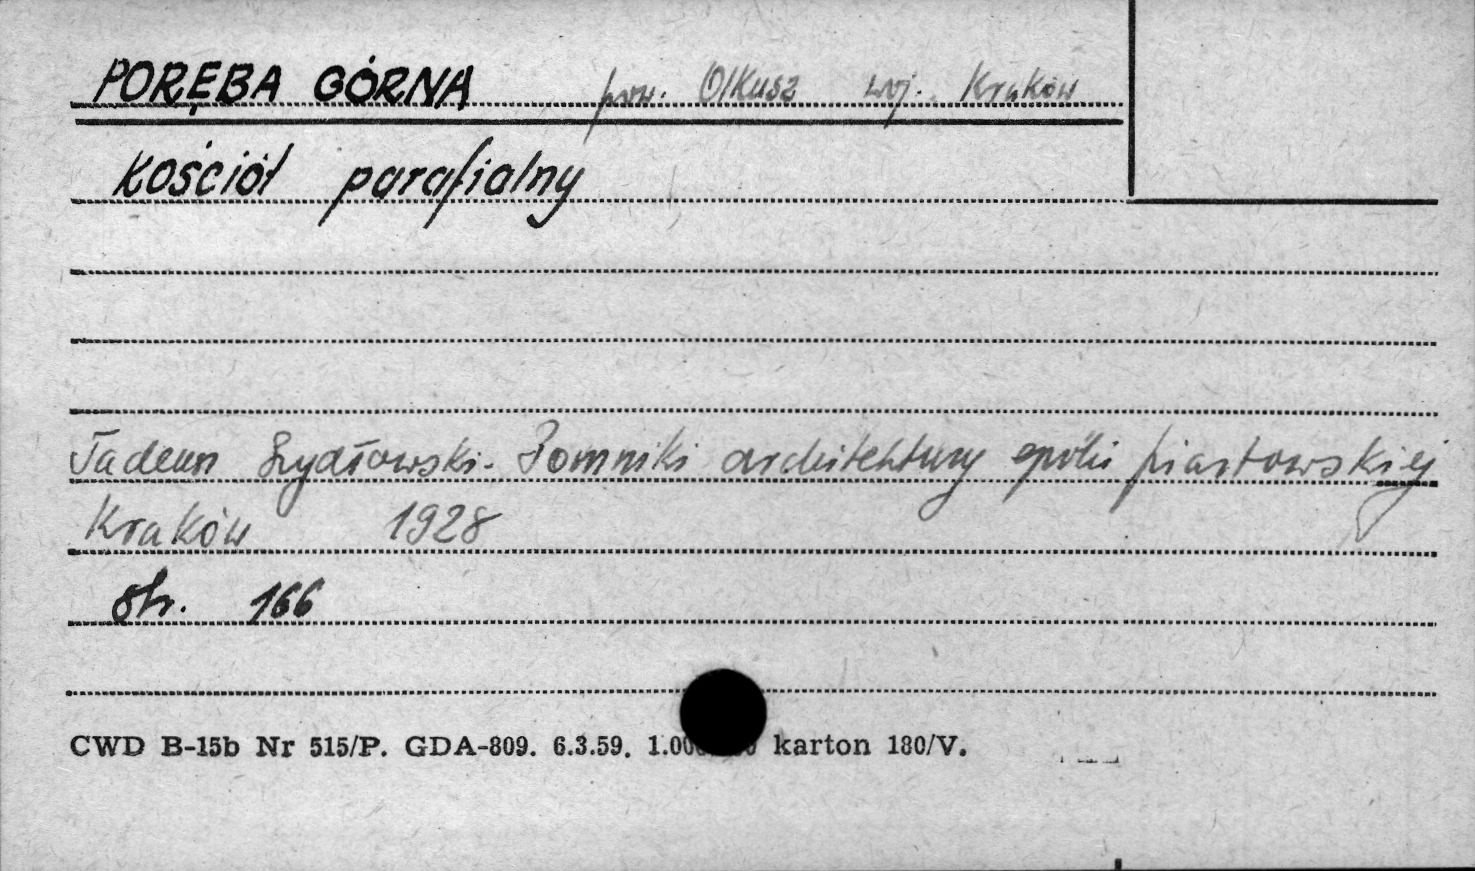 PORĘBA GÓRNA pow. Olkusz woj. Kraków
kościół parafialny
Tadeusz Szydłowski. Pomniki architektury epoki piastowskiej
Kraków 1928
str. 166
CWD B-15b Nr 515/P. GDA-809. 6.3.59. karton 180/V.